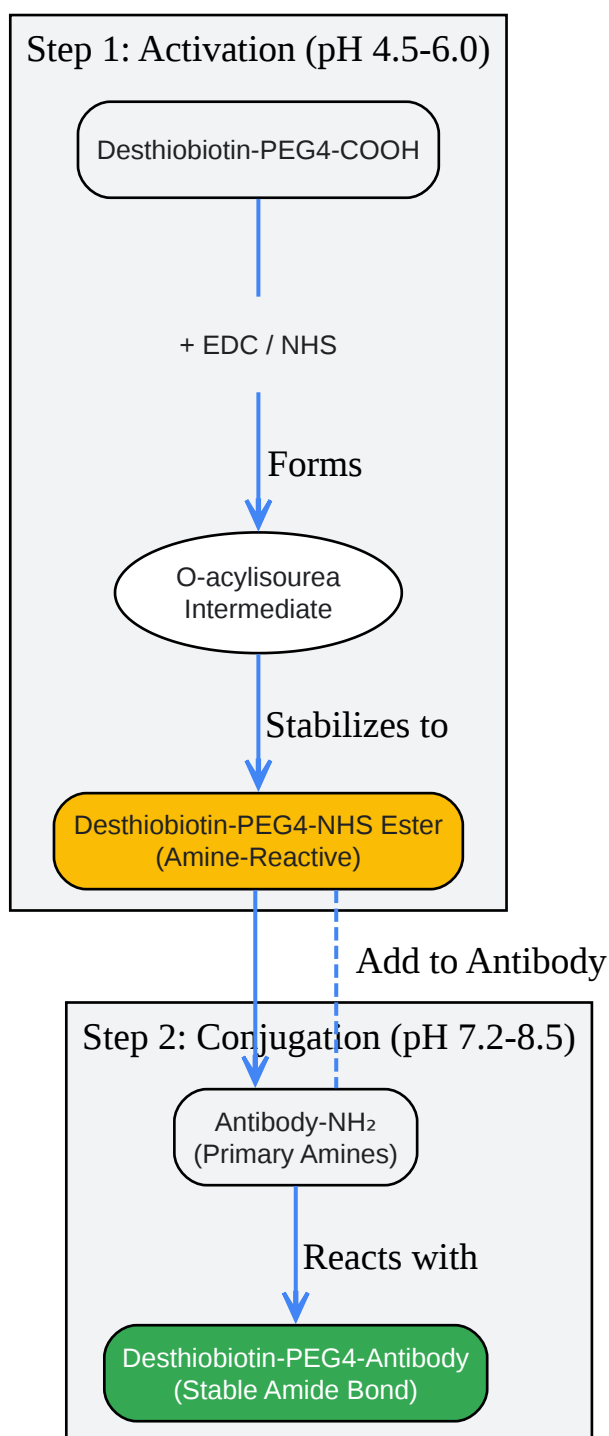 Step 1: Activation (pH 4.5-6.0)
Desthiobiotin-PEG4-COOH
+ EDC / NHS
Forms
O-acylisourea
Intermediate
Stabilizes to
Desthiobiotin-PEG4-NHS Ester
(Amine-Reactive)
Add to Antibody
Step 2: Conjugation (pH 7.2-8.5)
Antibody-NH₂
(Primary Amines)
Reacts with
Desthiobiotin-PEG4-Antibody
(Stable Amide Bond)